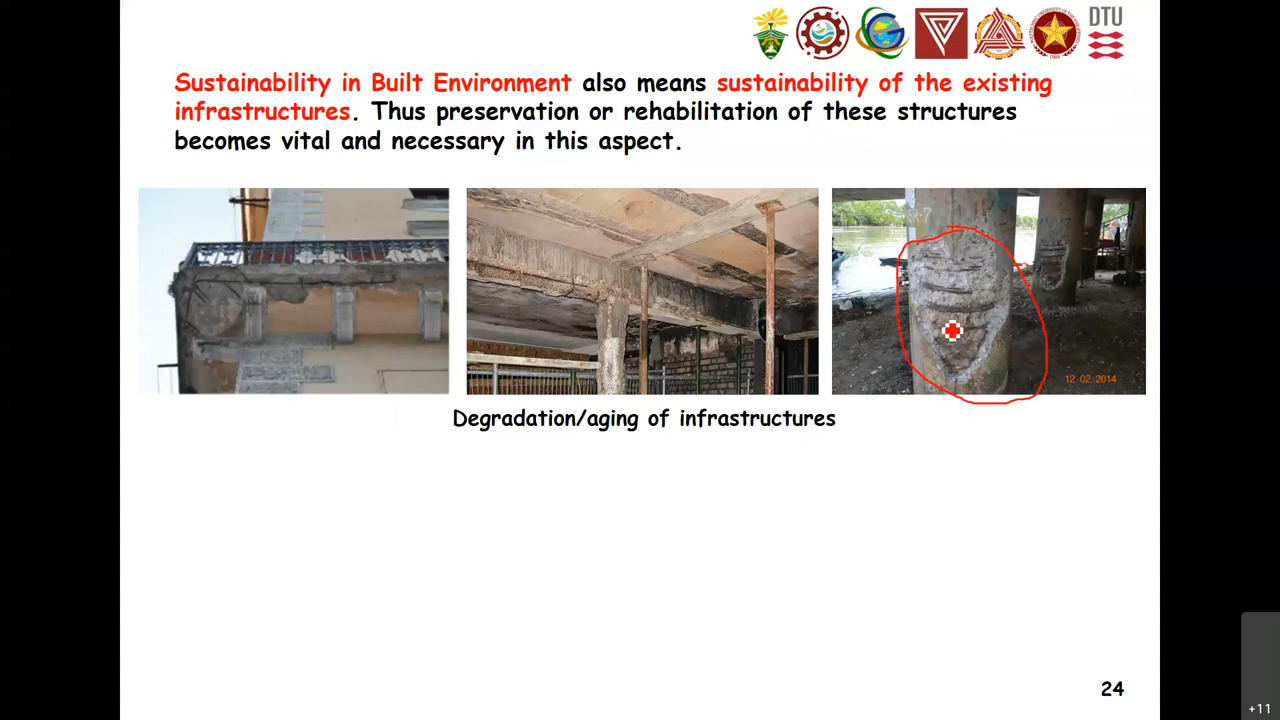 DTU
Sustainability in Built Environment also means sustainability of the existing
infrastructures. Thus preservation or rehabilitation of these structures
becomes vital and necessary in this aspect.
12 02 2014
Degradation/aging of infrastructures
24
+11